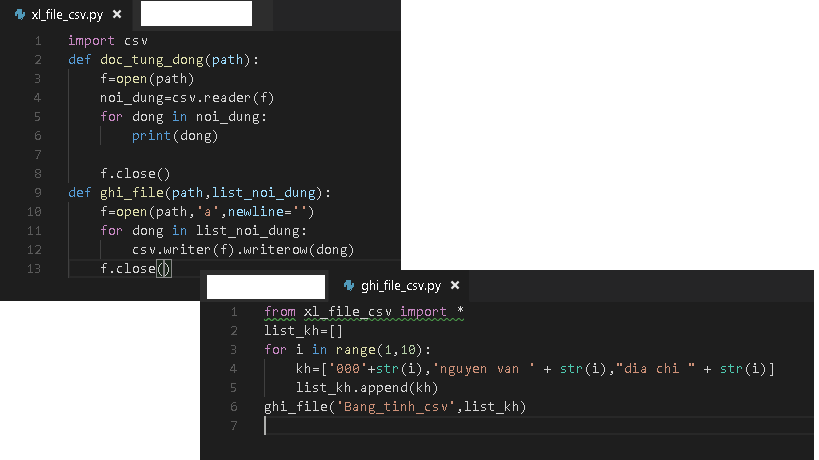 xl_file_csv.py
1 import csv
2 def doc_tung_dong(path):
3 f=open(path)
4 noi_dung=csv.reader(f)
5 for dong in noi_dung:
6 print(dong)
7
8 f.close()
9 def ghi_file(path,list_noi_dung):
10 f=open(path,'a',newline='')
11 for dong in list_noi_dung:
12 csv.writer(f).writerow(dong)
13 f.close()
ghi_file_csv.py
1 from xl_file_csv import *
2 list_kh=[]
3 for i in range(1,10):
4 kh=['000'+str(i),'nguyen van ' + str(i),"dia chi " + str(i)]
5 list_kh.append(kh)
6 ghi_file('Bang_tinh_csv',list_kh)
7